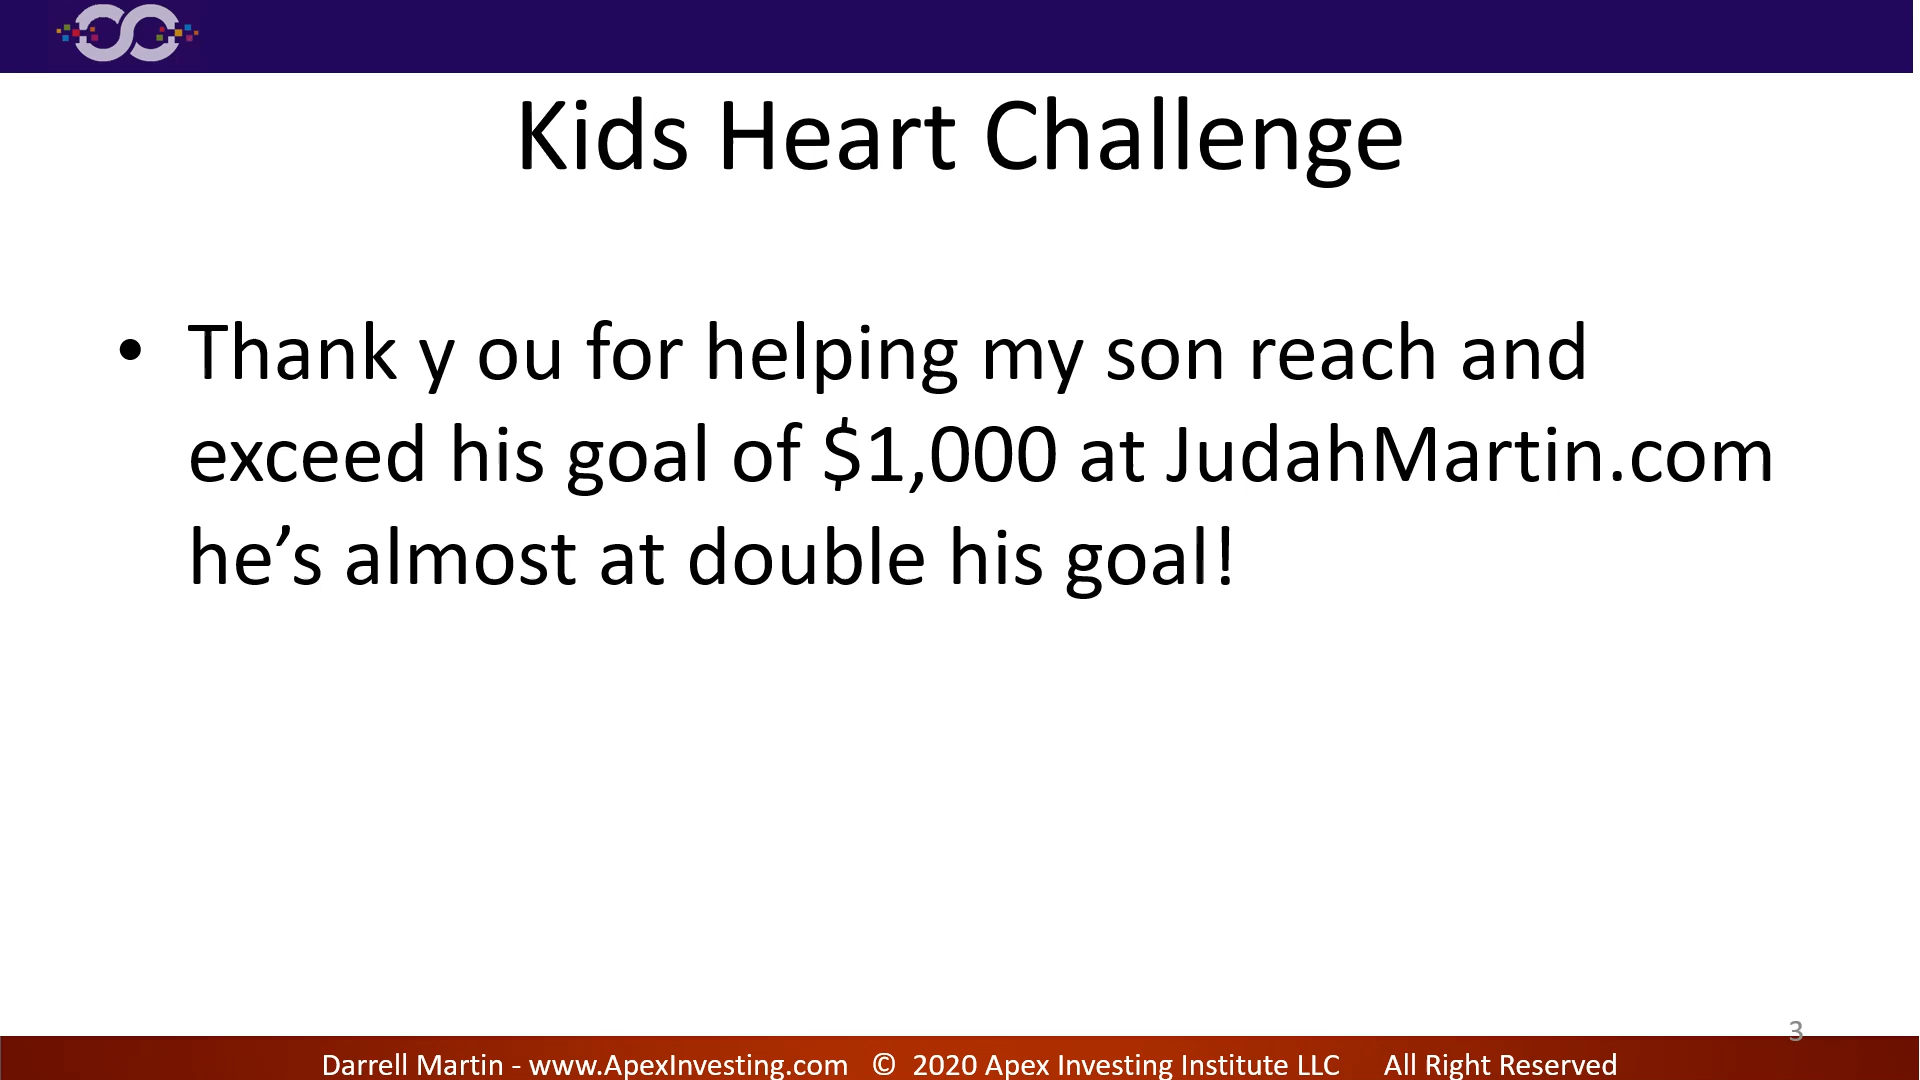 Kids Heart Challenge
• Thank y ou for helping my son reach and
exceed his goal of $1,000 at JudahMartin.com
he’s almost at double his goal!
3
Darrell Martin - www.ApexInvesting.com © 2020 Apex Investing Institute LLC All Right Reserved